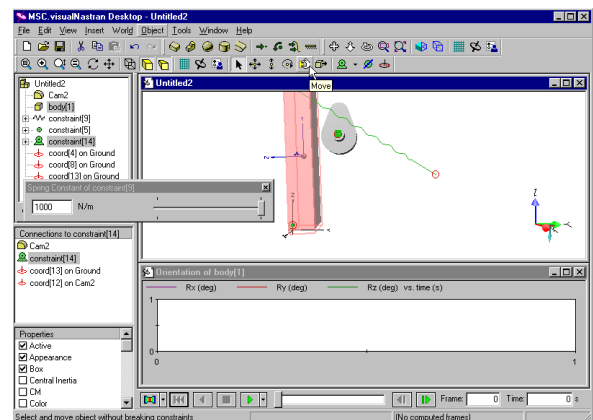 MSC.visualNastran Desktop - Untitled2
File Edit View Insert World Object Tools Window Help
Move
Untitled2
Cam2
body[1]
constraint[9]
constraint[5]
constraint[14]
coord[4] on Ground
coord[8] on Ground
coord[13] on Ground
Spring Constant of constraint[9]
1000 N/m
Connections to constraint[14]
Cam2
constraint[14]
coord[13] on Ground
coord[12] on Cam2
Properties
Active
Appearance
Box
Central Inertia
CM
Color
Untitled2
Z
Z
Orientation of body[1]
Rx (deg) Ry (deg) Rz (deg) vs. time (s)
1
0
0 1
Frame: 0 Time: 0 s
Select and move object without breaking constraints
(No computed frames)